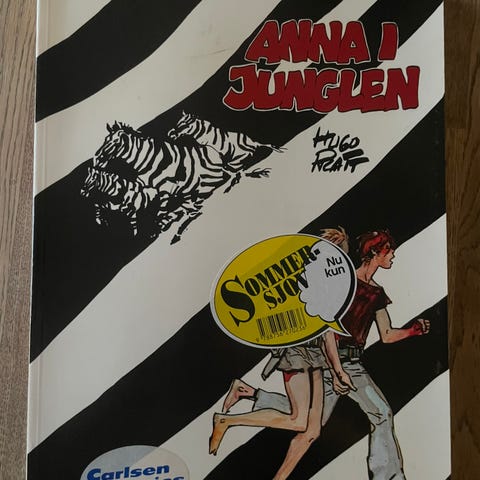 ANNA I
JUNGLEN
HUGO
PRATT
SOMMER-
SJOV
Nu
kun
Carlsen